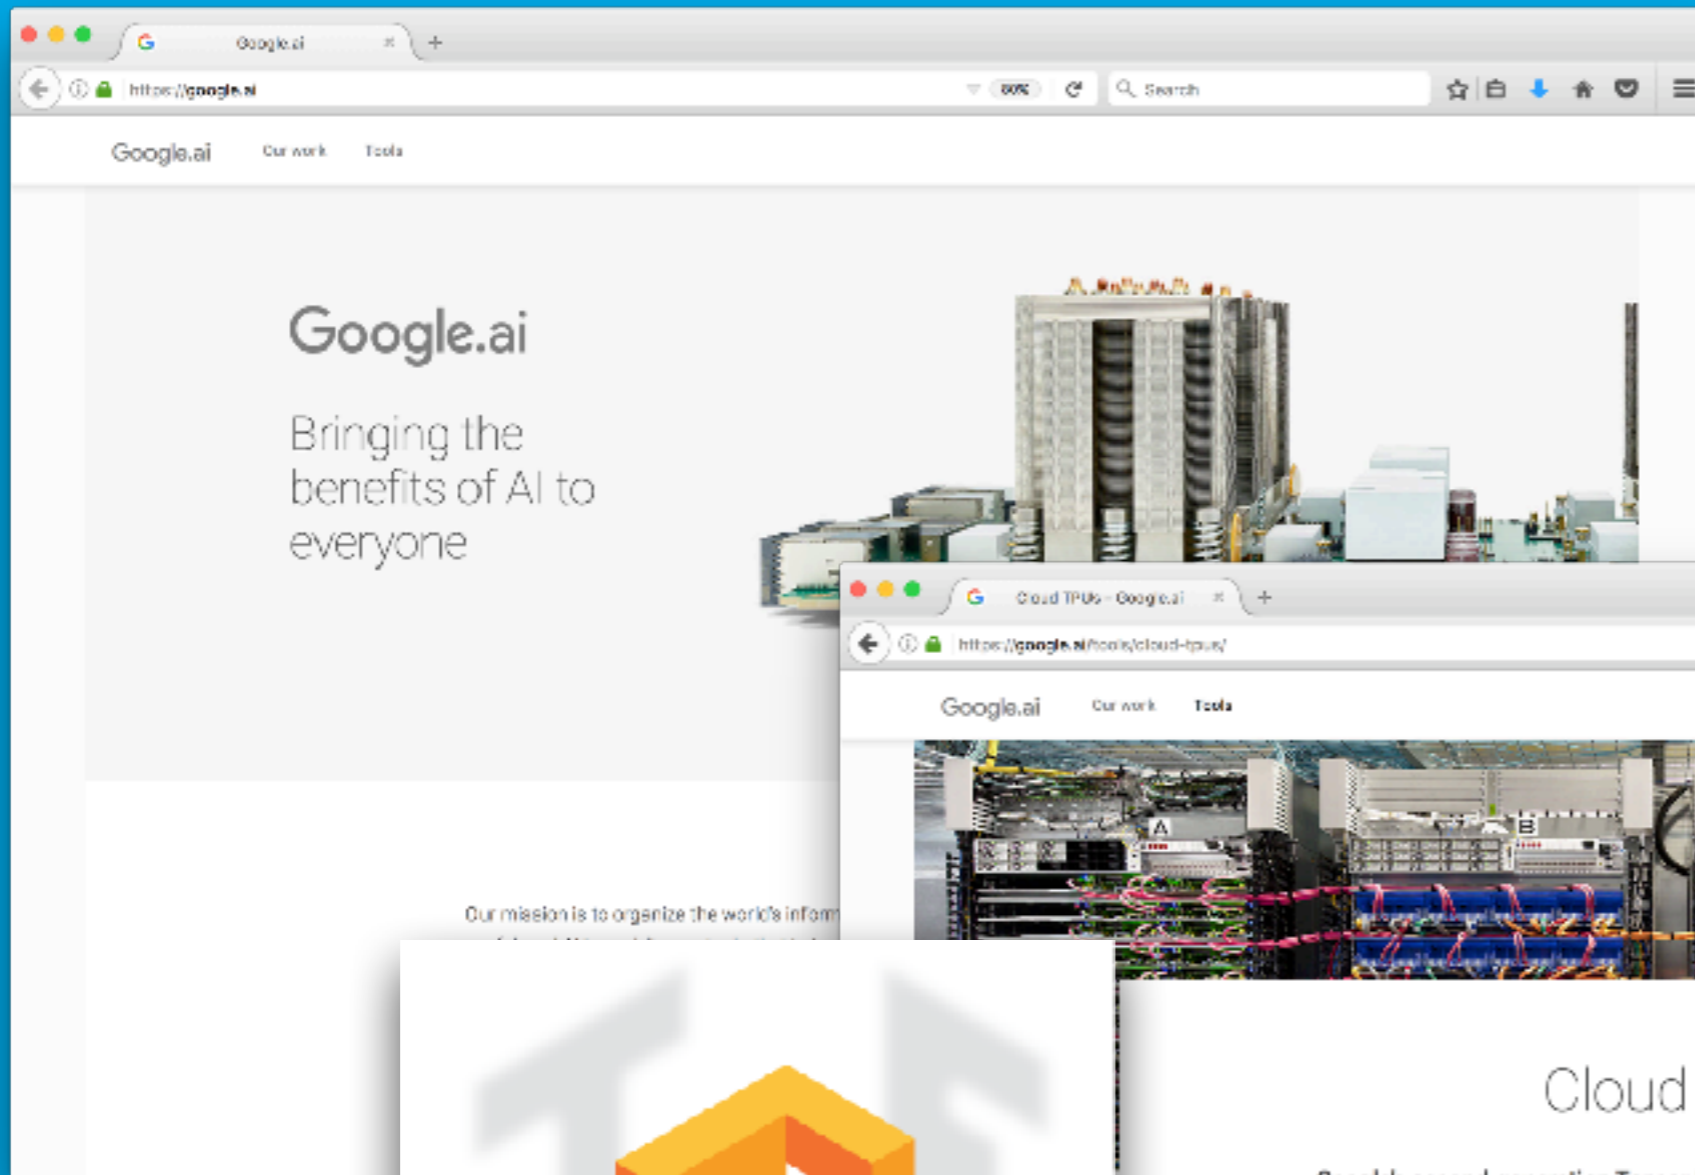 Google.ai
https://google.ai
80%
Search
Google.ai
Our work
Tools
Google.ai
Bringing the
benefits of AI to
everyone
Our mission is to organize the world's inform
Cloud TPUs – Google.ai
https://google.ai/tools/cloud-tpus/
Google.ai
Our work
Tools
A
B
Cloud